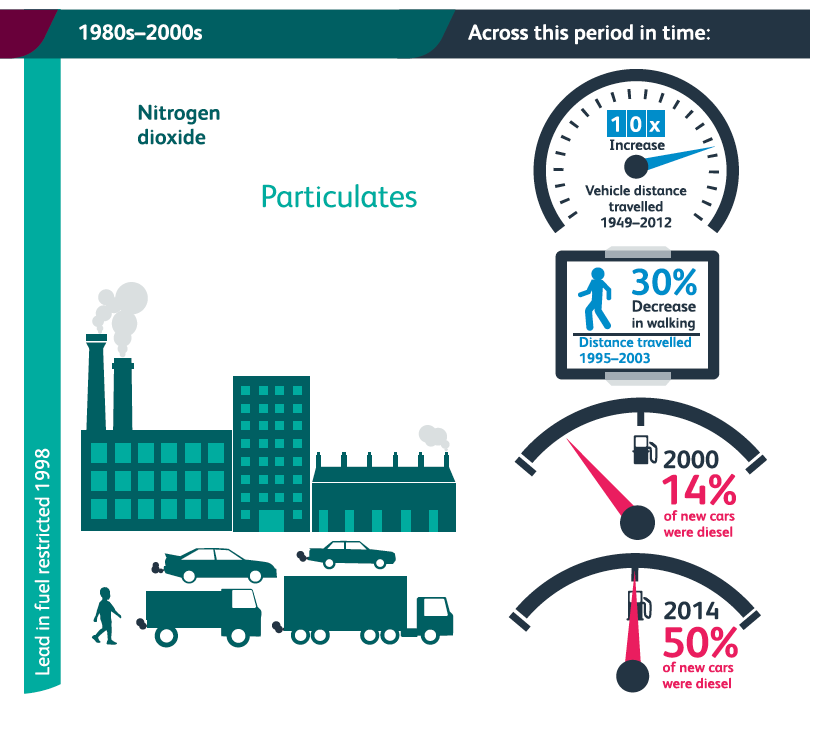 1980s–2000s
Across this period in time:
Nitrogen
dioxide
Particulates
Lead in fuel restricted 1998
10x
Increase
Vehicle distance
travelled
1949–2012
30%
Decrease
in walking
Distance travelled
1995–2003
2000
14%
of new cars
were diesel
2014
50%
of new cars
were diesel